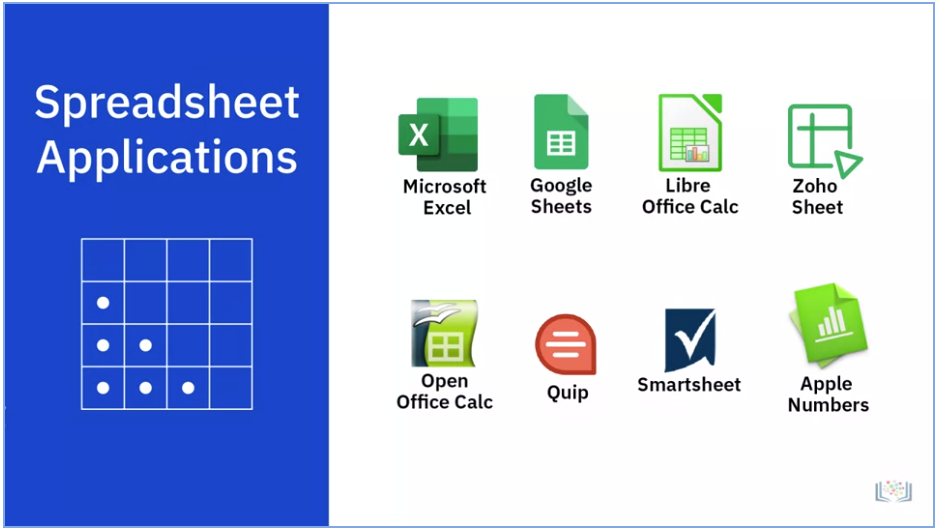 Spreadsheet
Applications
X
Microsoft
Excel
Google
Sheets
Libre
Office Calc
Zoho
Sheet
Open
Office Calc
Quip
Smartsheet
Apple
Numbers